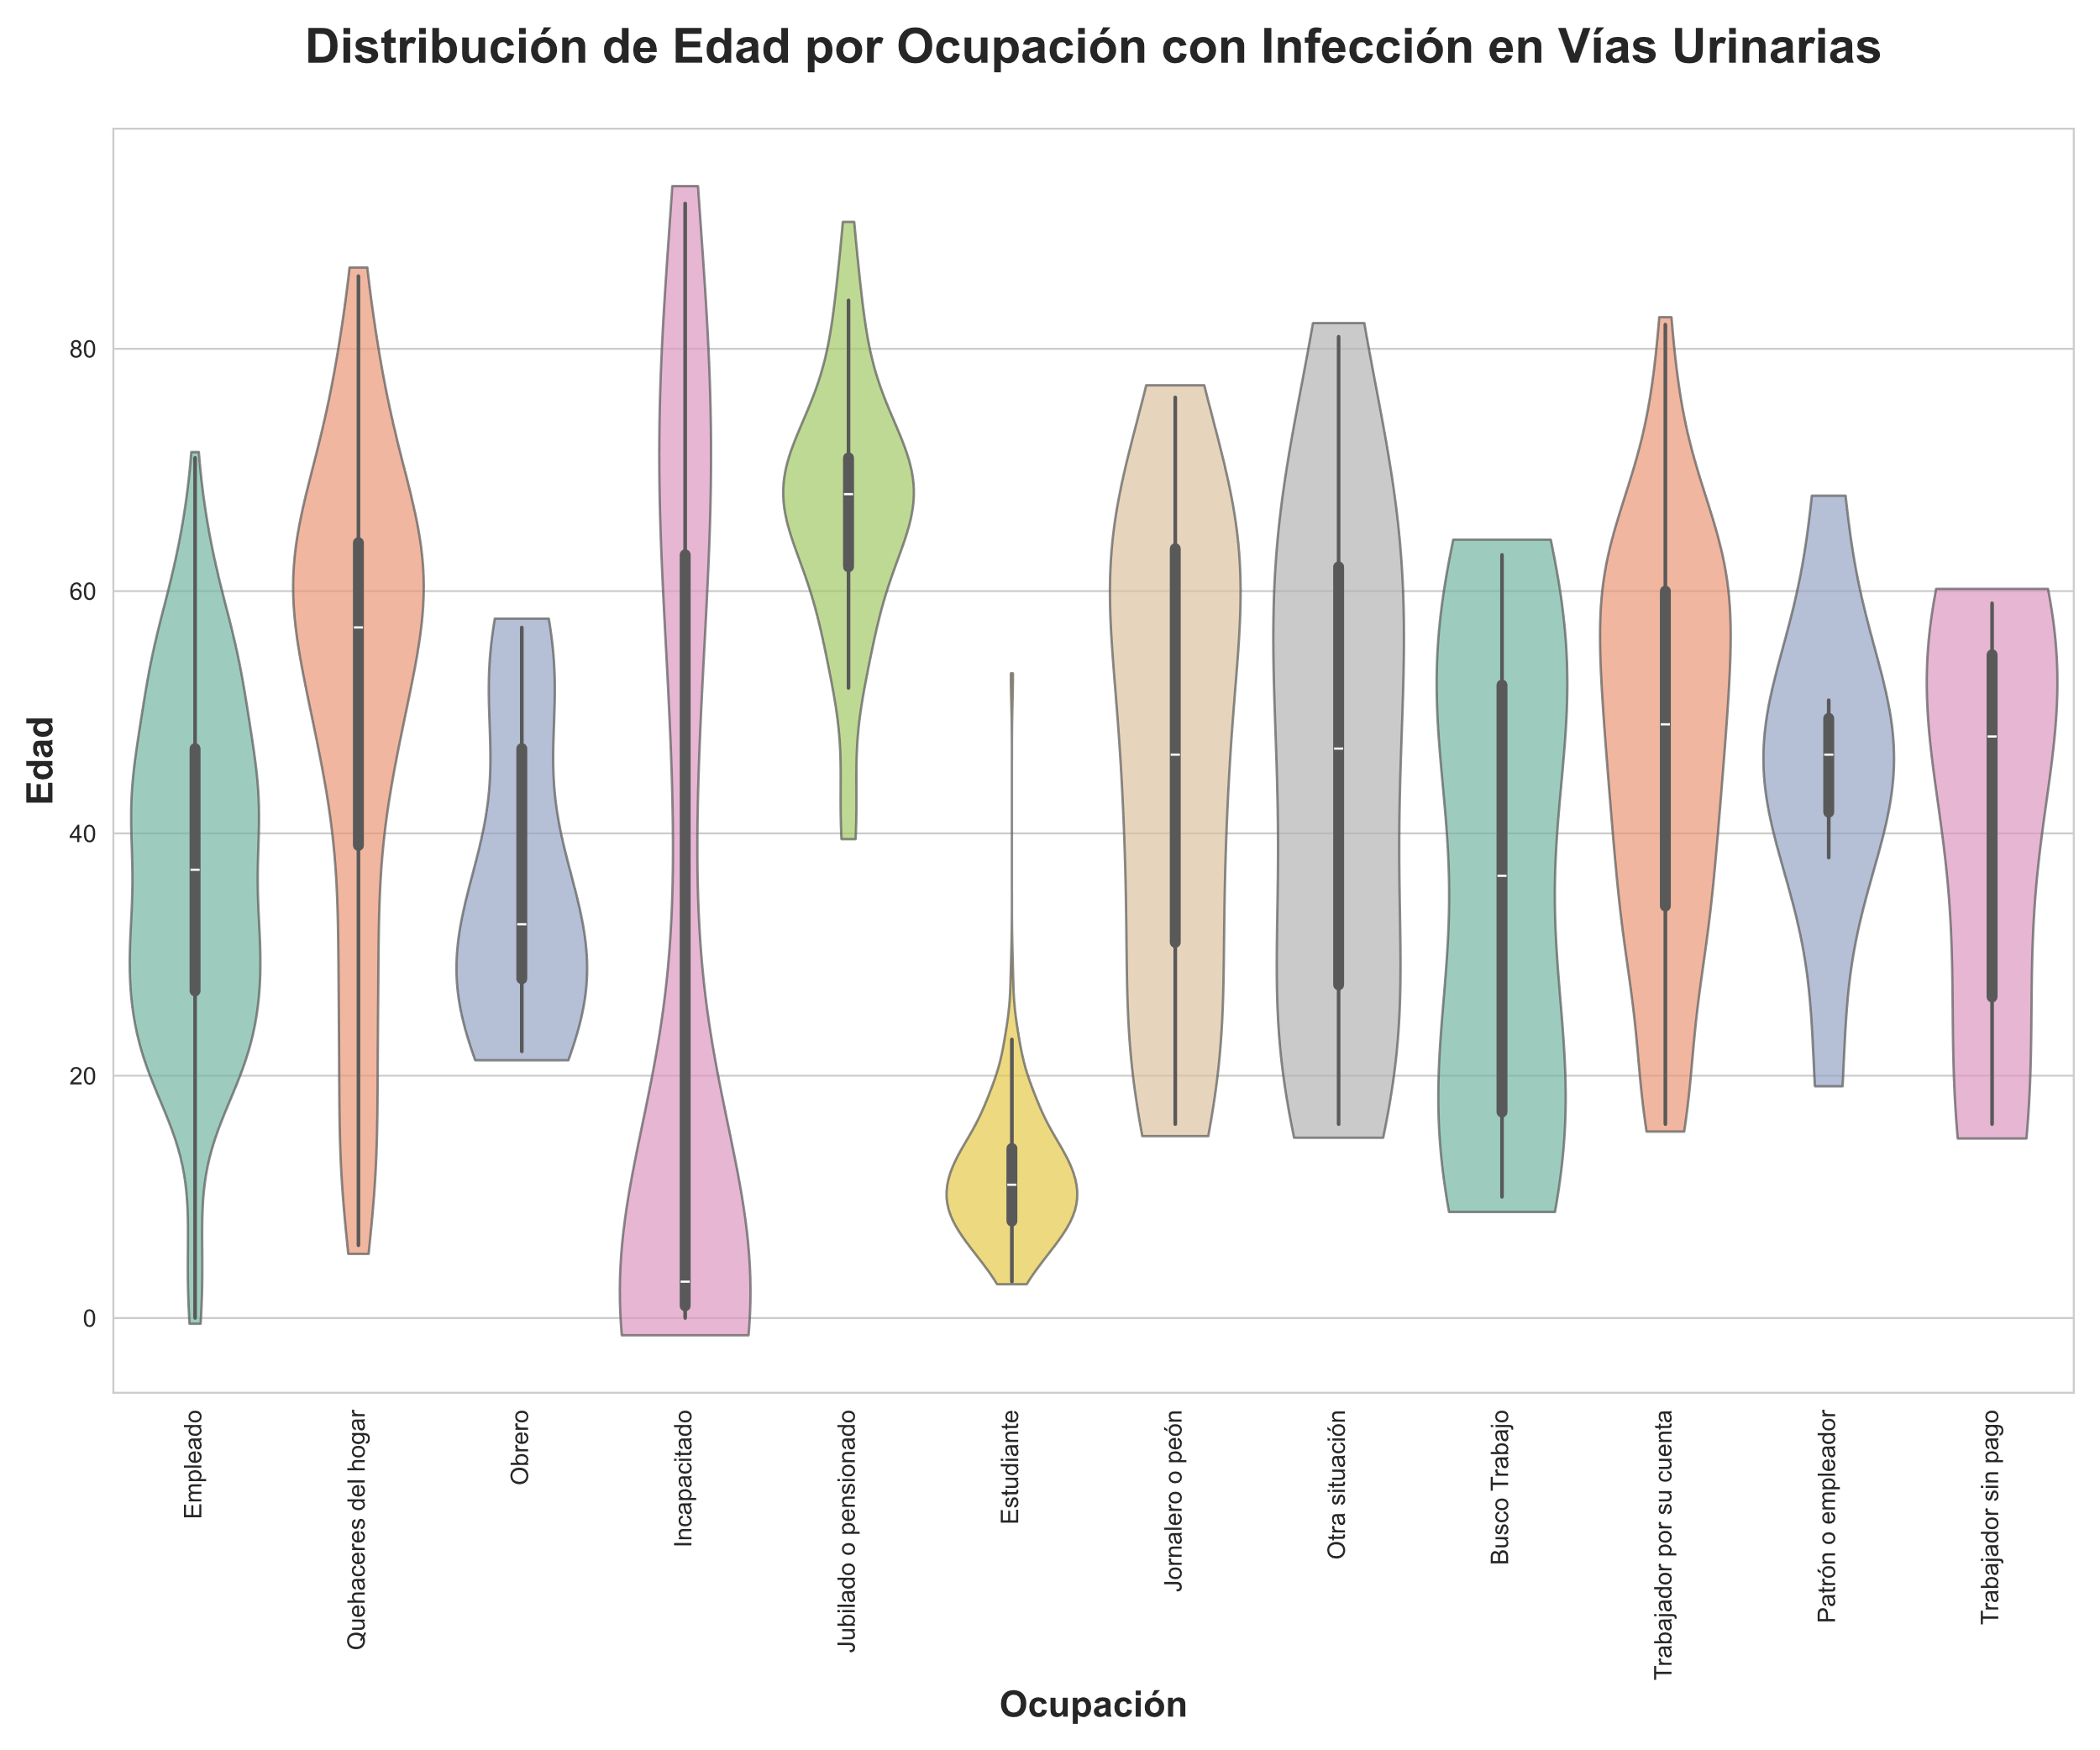 Distribución de Edad por Ocupación con Infección en Vías Urinarias
Edad
80
60
40
20
0
Empleado
Quehaceres del hogar
Obrero
Incapacitado
Jubilado o pensionado
Estudiante
Jornalero o peón
Otra situación
Busco Trabajo
Trabajador por su cuenta
Patrón o empleador
Trabajador sin pago
Ocupación